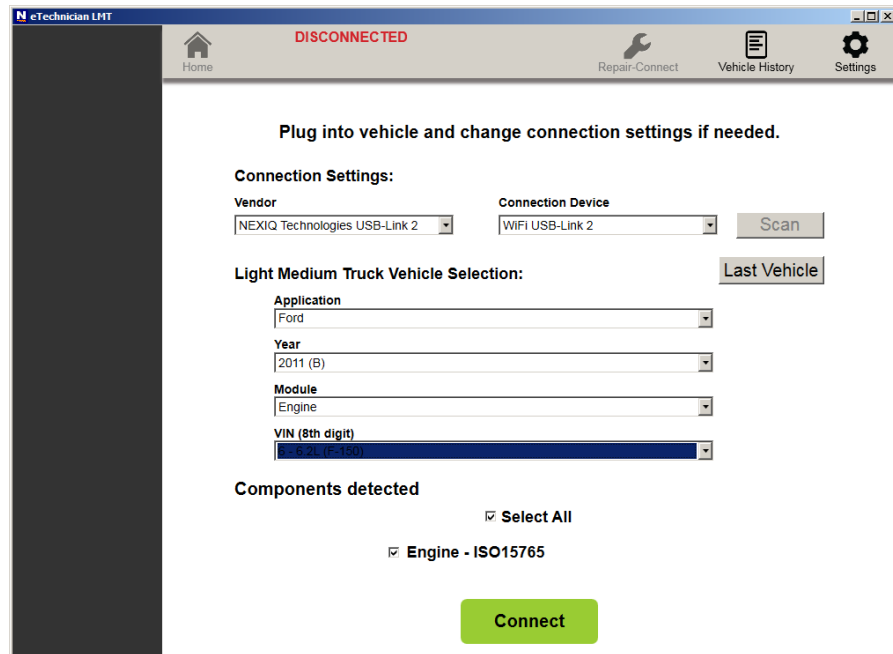 N eTechnician LMT
DISCONNECTED
Home
Repair-Connect
Vehicle History
Settings
Plug into vehicle and change connection settings if needed.
Connection Settings:
Vendor
Connection Device
NEXIQ Technologies USB-Link 2
WiFi USB-Link 2
Scan
Light Medium Truck Vehicle Selection:
Last Vehicle
Application
Ford
Year
2011 (B)
Module
Engine
VIN (8th digit)
6 - 6.2L (F-150)
Components detected
Select All
Engine - ISO15765
Connect